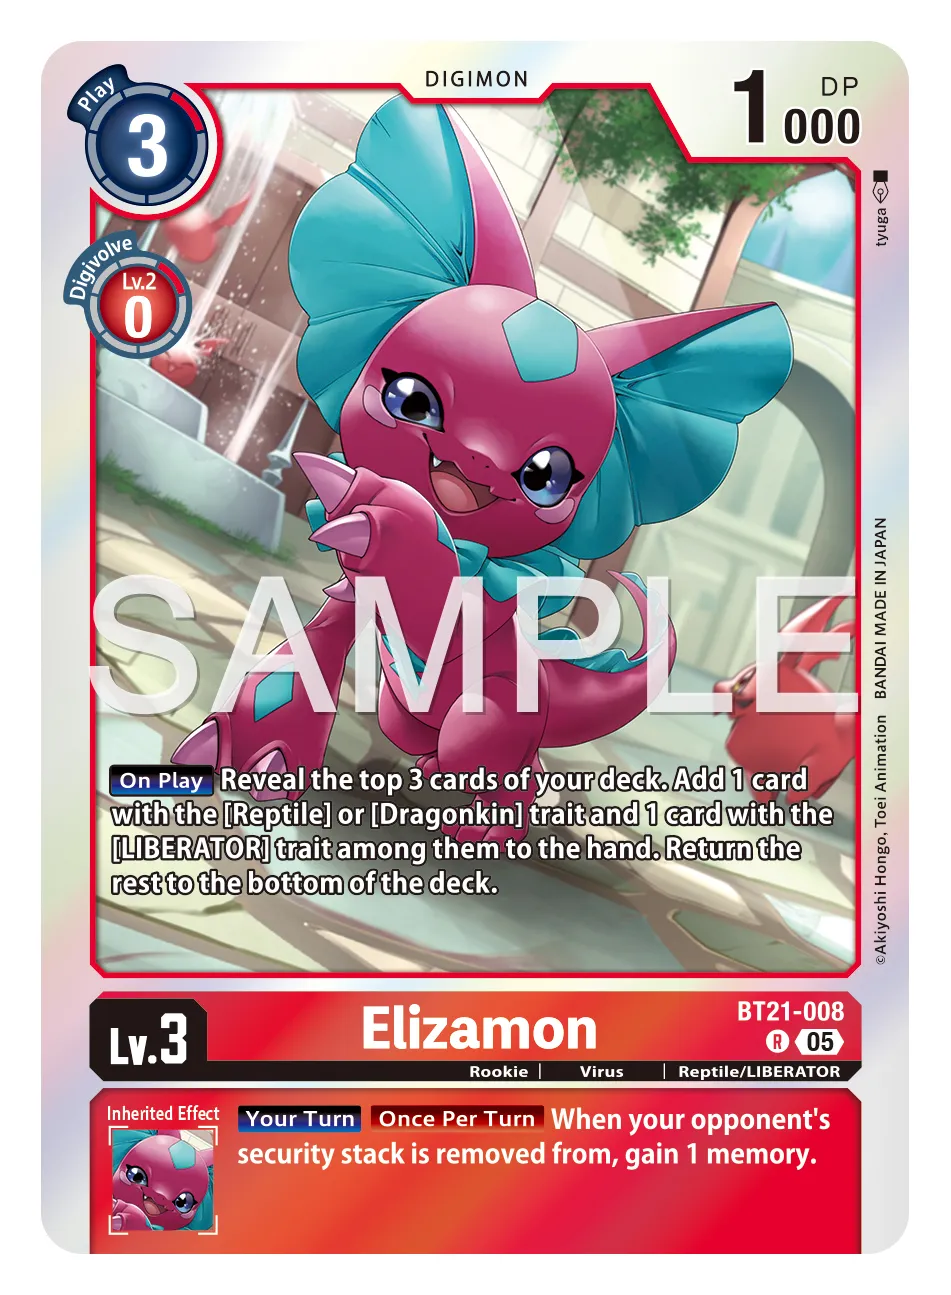 DIGIMON
Play
3
1000
DP
Digivolve
Lv.2
0
tyuga
SAMPLE
On Play Reveal the top 3 cards of your deck. Add 1 card
with the [Reptile] or [Dragonkin] trait and 1 card with the
[LIBERATOR] trait among them to the hand. Return the
rest to the bottom of the deck.
©Akiyoshi Hongo, Toei Animation BANDAI MADE IN JAPAN
Lv.3
Elizamon
BT21-008
R 05
Rookie | Virus | Reptile/LIBERATOR
Inherited Effect
Your Turn Once Per Turn When your opponent's
security stack is removed from, gain 1 memory.